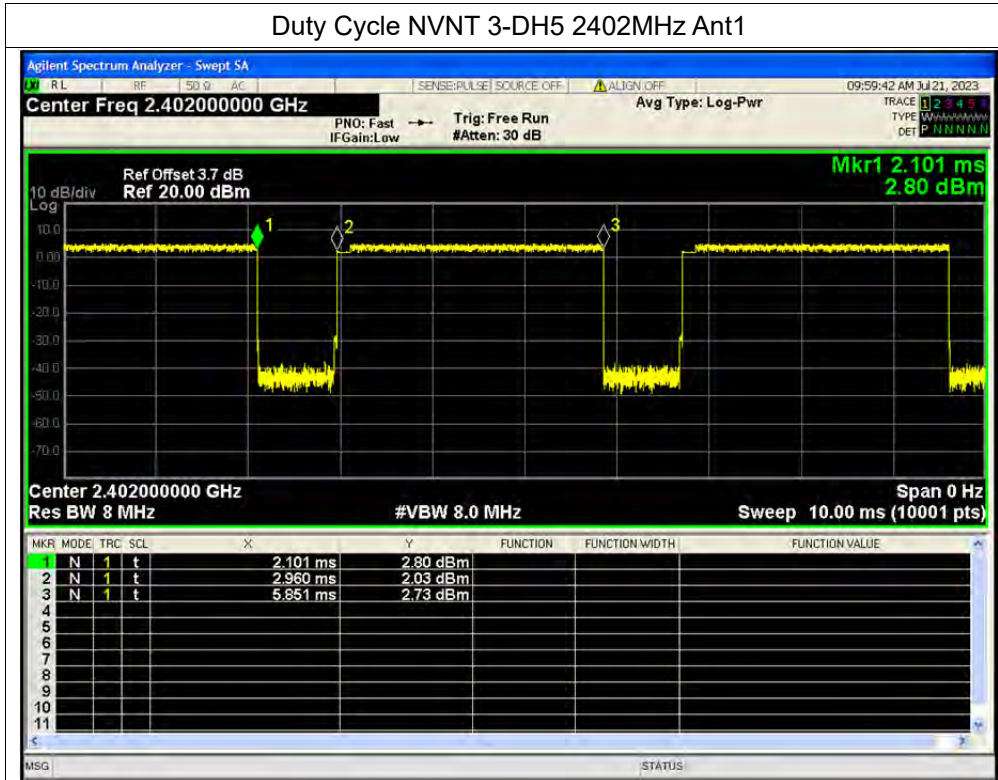 Duty Cycle NVNT 3-DH5 2402MHz Ant1
Agilent Spectrum Analyzer - Swept SA
RL RF 50 Ω AC SENSE:PULSE SOURCE OFF ALIGN OFF 09:59:42 AM Jul 21, 2023
Center Freq 2.402000000 GHz
Avg Type: Log-Pwr
TRACE 1 2 3 4 5 6
PNO: Fast Trig: Free Run
TYPE W
IFGain:Low #Atten: 30 dB
DET P N N N N N
Mkr1 2.101 ms
Ref Offset 3.7 dB
2.80 dBm
10 dB/div Ref 20.00 dBm
Log
10.0
0.00
-10.0
-20.0
-30.0
-40.0
-50.0
-60.0
-70.0
1
2
3
Center 2.402000000 GHz Span 0 Hz
Res BW 8 MHz #VBW 8.0 MHz Sweep 10.00 ms (10001 pts)
MKR MODE TRC SCL X Y FUNCTION FUNCTION WIDTH FUNCTION VALUE
1 N 1 t 2.101 ms 2.80 dBm
2 N 1 t 2.960 ms 2.03 dBm
3 N 1 t 5.851 ms 2.73 dBm
4
5
6
7
8
9
10
11
MSG STATUS